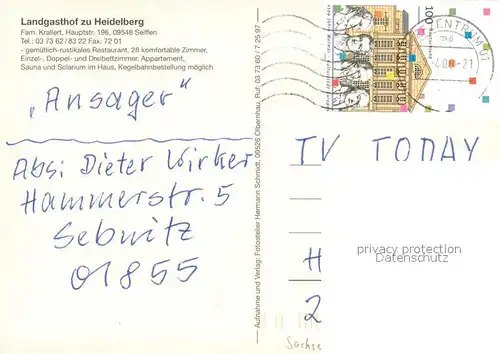 Landgasthof zu Heidelberg
Fam. Krallert, Hauptstr. 196, 09548 Seiffen
Tel.: 03 73 62 / 83 22 Fax: 72 01
- gemütlich-rustikales Restaurant, 28 komfortable Zimmer,
Einzel-, Doppel- und Dreibettzimmer, Appartement,
Sauna und Solarium im Haus, Kegelbahnbestellung möglich
„Ansager"
Abs: Dieter Wirker
Hammerstr. 5
Sebnitz
01855
Aufnahme und Verlag: Fotoatelier Hermann Schmidt, 09526 Olbernhau, Ruf: 03 73 60 / 7 25 97
100
ZENTRUM 01
TV TODAY
H
2
privacy protection
Datenschutz
Sachse